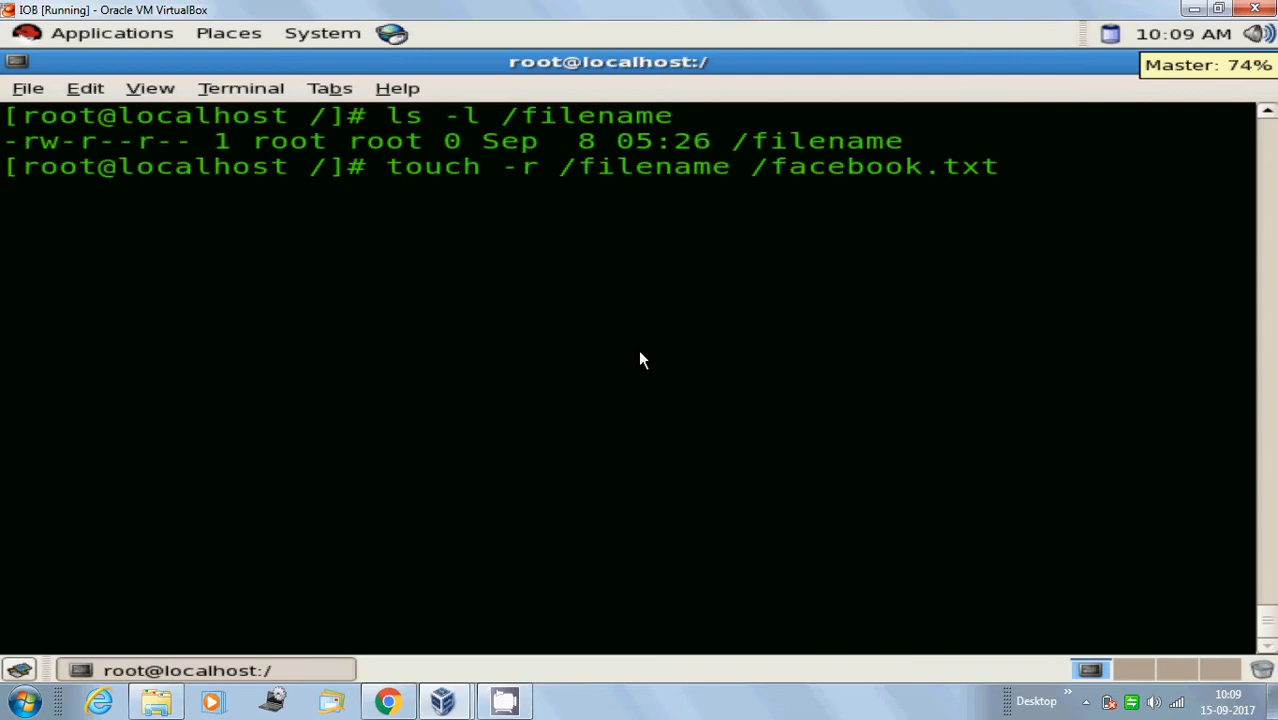 IOB [Running] - Oracle VM VirtualBox
Applications Places System 10:09 AM
root@localhost:/
Master: 74%
File Edit View Terminal Tabs Help
[root@localhost /]# ls -l /filename
-rw-r--r-- 1 root root 0 Sep  8 05:26 /filename
[root@localhost /]# touch -r /filename /facebook.txt
root@localhost:/
Desktop
10:09
15-09-2017